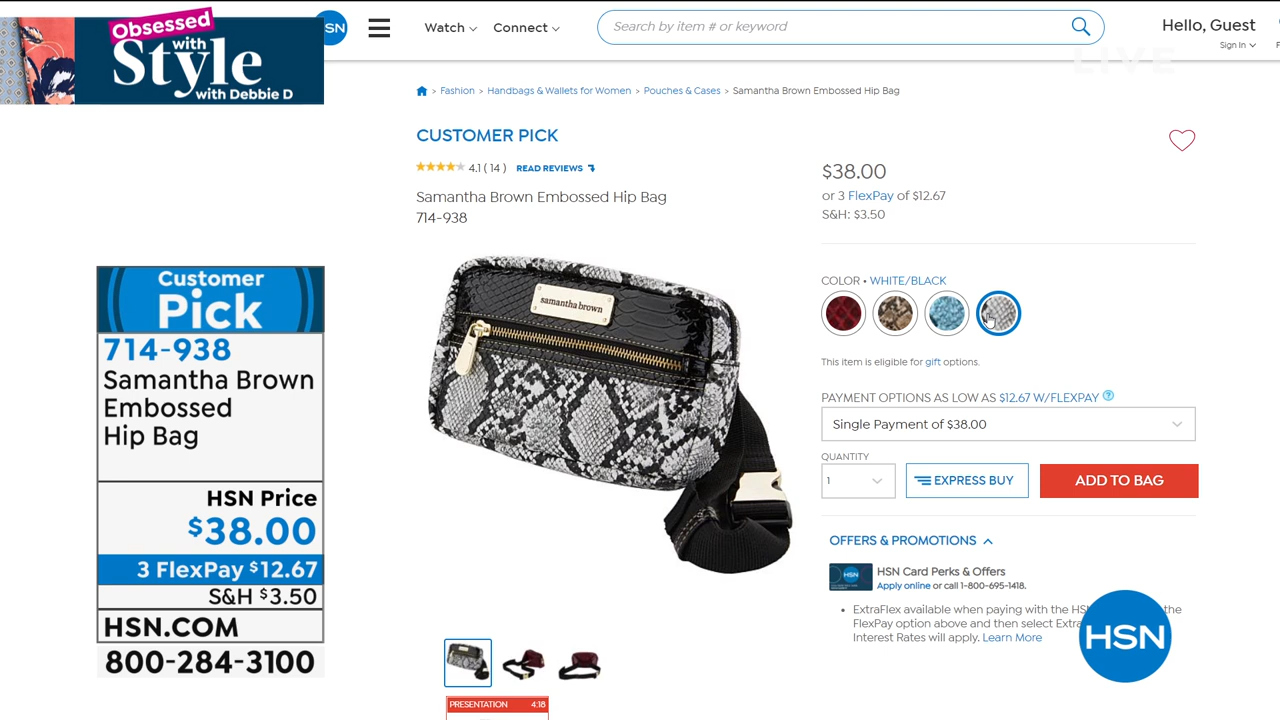 Obsessed
with
Style
with Debbie D
SN
Watch
Connect
Search by item # or keyword
Hello, Guest
Sign In
LIVE
Fashion > Handbags & Wallets for Women > Pouches & Cases > Samantha Brown Embossed Hip Bag
CUSTOMER PICK
4.1 ( 14 ) READ REVIEWS
Samantha Brown Embossed Hip Bag
714-938
samantha brown
$38.00
or 3 FlexPay of $12.67
S&H: $3.50
COLOR • WHITE/BLACK
This item is eligible for gift options.
PAYMENT OPTIONS AS LOW AS $12.67 W/FLEXPAY ?
Single Payment of $38.00
QUANTITY
1
EXPRESS BUY
ADD TO BAG
OFFERS & PROMOTIONS
HSN
HSN Card Perks & Offers
Apply online or call 1-800-695-1418.
• ExtraFlex available when paying with the HS the
FlexPay option above and then select Extra
Interest Rates will apply. Learn More
HSN
Customer
Pick
714-938
Samantha Brown
Embossed
Hip Bag
HSN Price
$38.00
3 FlexPay $12.67
S&H $3.50
HSN.COM
800-284-3100
PRESENTATION 4:18